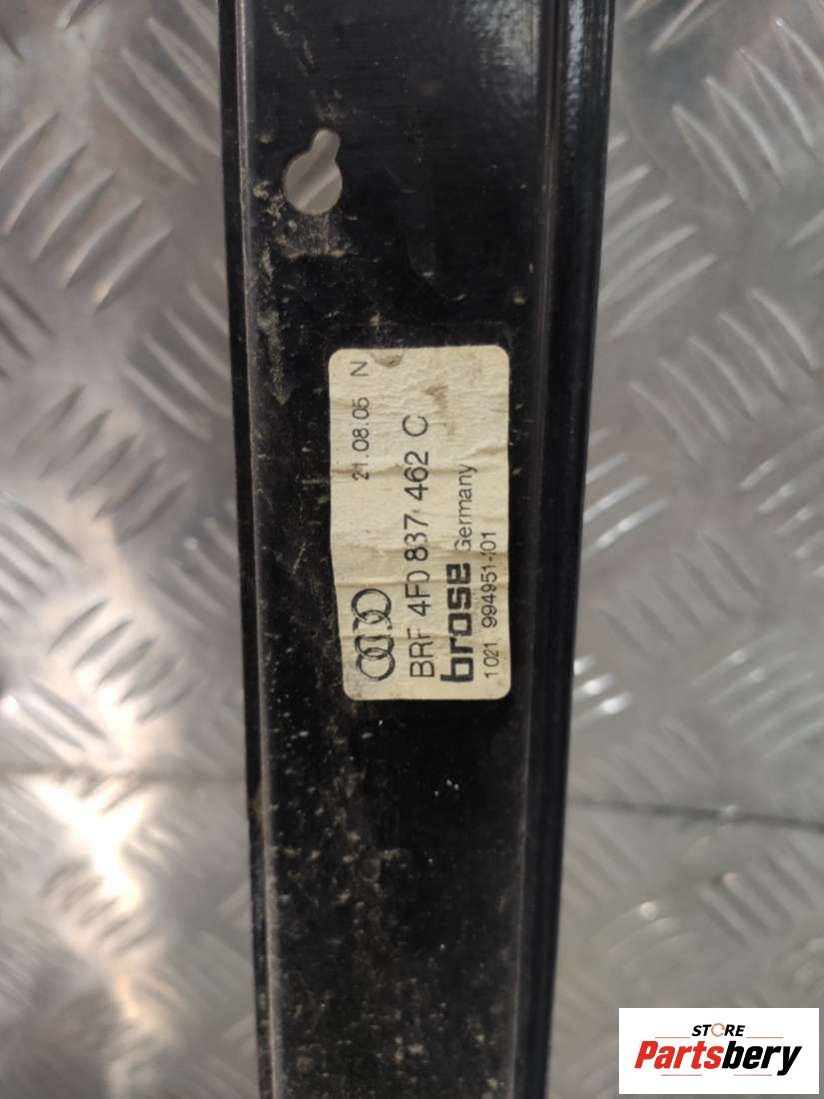 21.08.05 N
BRF 4F0 837 462 C
brose Germany
1 021 994951-101
STORE
Partsbery